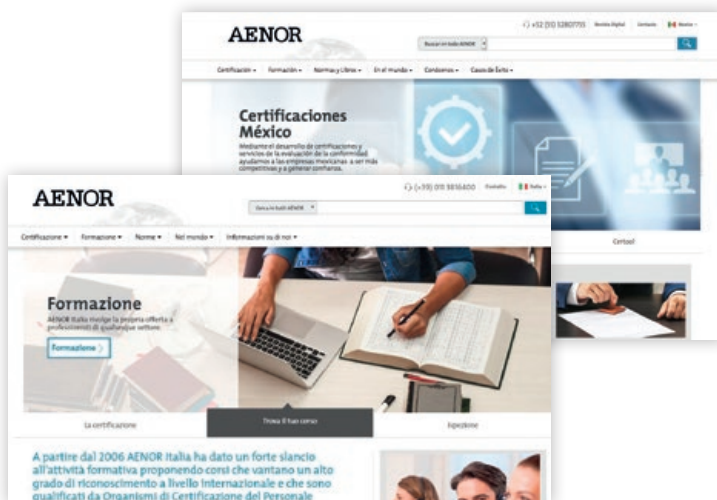 AENOR
+52 (55) 52807755 Revista Digital Contacto México
Buscar en todo AENOR
Certificación Formación Normas y Libros En el mundo Conócenos Casos de Éxito
Certificaciones
México
Mediante el desarrollo de certificaciones y
servicios de la evaluación de la conformidad
ayudamos a las empresas mexicanas a ser más
competitivas y a generar confianza.
AENOR
(+39) 011 3816400 Contatto Italia
Cerca in tutti AENOR
Certificazione Formazione Norme Nel mondo Informazioni su di noi
Certool
Formazione
AENOR Italia rivolge la propria offerta a
professionisti di qualunque settore.
Formazione
La certificazione Trova il tuo corso Ispezione
A partire dal 2006 AENOR Italia ha dato un forte slancio
all'attività formativa proponendo corsi che vantano un alto
grado di riconoscimento a livello internazionale e che sono
qualificati da Organismi di Certificazione del Personale